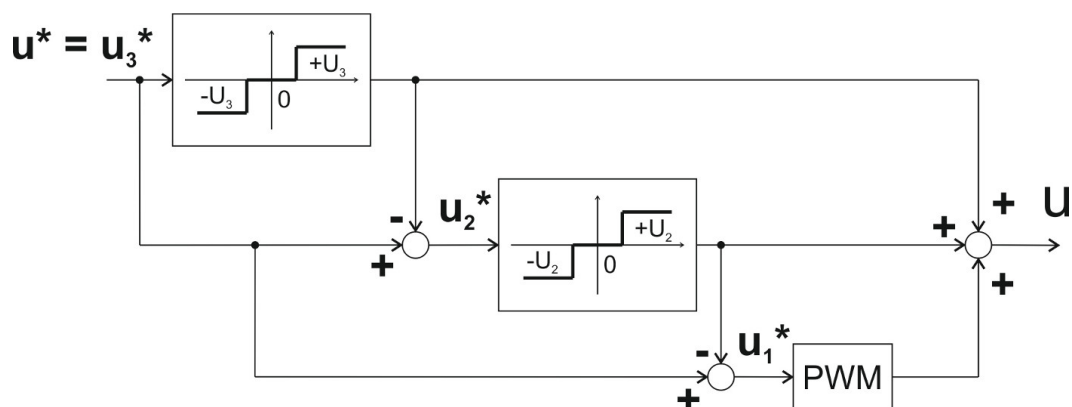 u* = u₃*
+U₃
-U₃
0
-
u₂*
+
+U₂
-U₂
0
+
+
U
+
-
u₁*
+
PWM